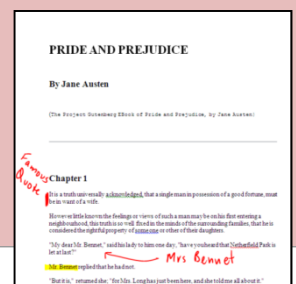 PRIDE AND PREJUDICE
By Jane Austen
[The Project Gutenberg EBook of Pride and Prejudice, by Jane Austen]
Famous
Quote
Chapter 1
It is a truth universally acknowledged, that a single man in possession of a good fortune, must
be in want of a wife.
However little known the feelings or views of such a man may be on his first entering a
neighbourhood, this truth is so well fixed in the minds of the surrounding families, that he is
considered the rightful property of some one or other of their daughters.
"My dear Mr. Bennet," said his lady to him one day, "have you heard that Netherfield Park is
let at last?"
Mrs Bennet
Mr. Bennet replied that he had not.
"But it is," returned she; "for Mrs. Long has just been here, and she told me all about it."